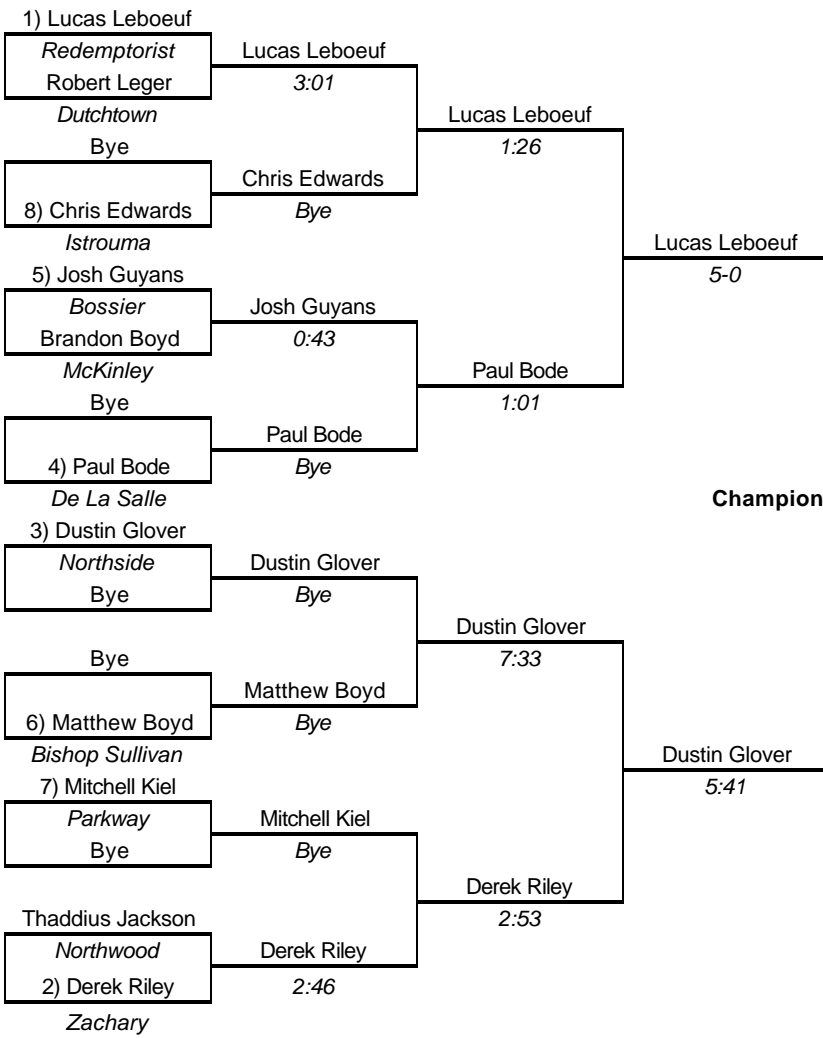 1) Lucas Leboeuf
Redemptorist
Lucas Leboeuf
Robert Leger
3:01
Dutchtown
Lucas Leboeuf
Bye
1:26
Chris Edwards
8) Chris Edwards
Bye
Istrouma
Lucas Leboeuf
5) Josh Guyans
5-0
Bossier
Josh Guyans
Brandon Boyd
0:43
McKinley
Paul Bode
Bye
1:01
Paul Bode
4) Paul Bode
Bye
De La Salle
Champion
3) Dustin Glover
Northside
Dustin Glover
Bye
Bye
Dustin Glover
Bye
7:33
Matthew Boyd
6) Matthew Boyd
Bye
Bishop Sullivan
Dustin Glover
7) Mitchell Kiel
5:41
Parkway
Mitchell Kiel
Bye
Bye
Derek Riley
Thaddius Jackson
2:53
Northwood
Derek Riley
2) Derek Riley
2:46
Zachary